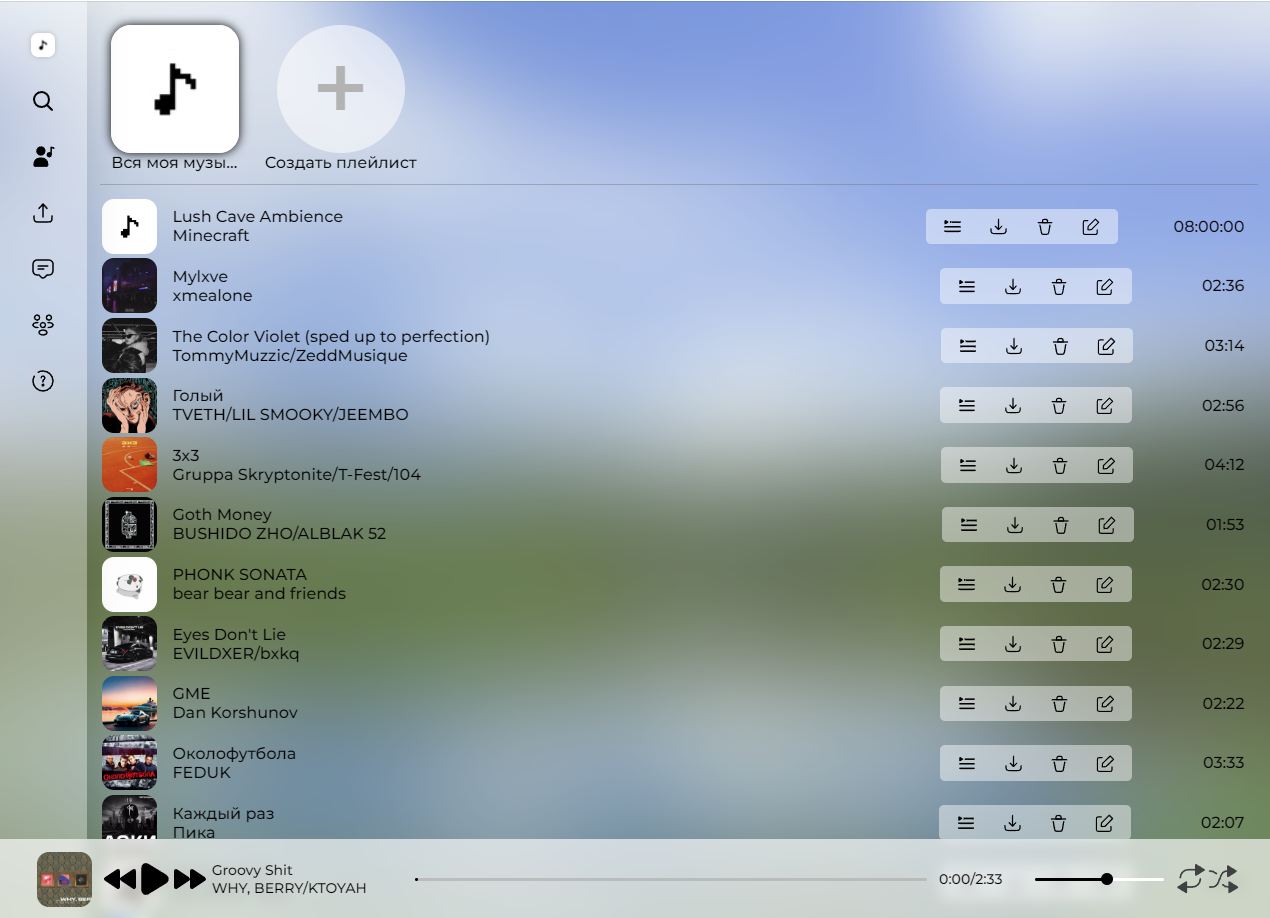 Вся моя музы...
Создать плейлист
Lush Cave Ambience
Minecraft
08:00:00
Mylxve
xmealone
02:36
The Color Violet (sped up to perfection)
TommyMuzzic/ZeddMusique
03:14
Голый
TVETH/LIL SMOOKY/JEEMBO
02:56
3x3
Gruppa Skryptonite/T-Fest/104
04:12
Goth Money
BUSHIDO ZHO/ALBLAK 52
01:53
PHONK SONATA
bear bear and friends
02:30
Eyes Don't Lie
EVILDXER/bxkq
02:29
GME
Dan Korshunov
02:22
Околофутбола
FEDUK
03:33
ОКОЛОФУТБОЛА
Каждый раз
Пика
02:07
Groovy Shit
WHY, BERRY/KTOYAH
0:00/2:33